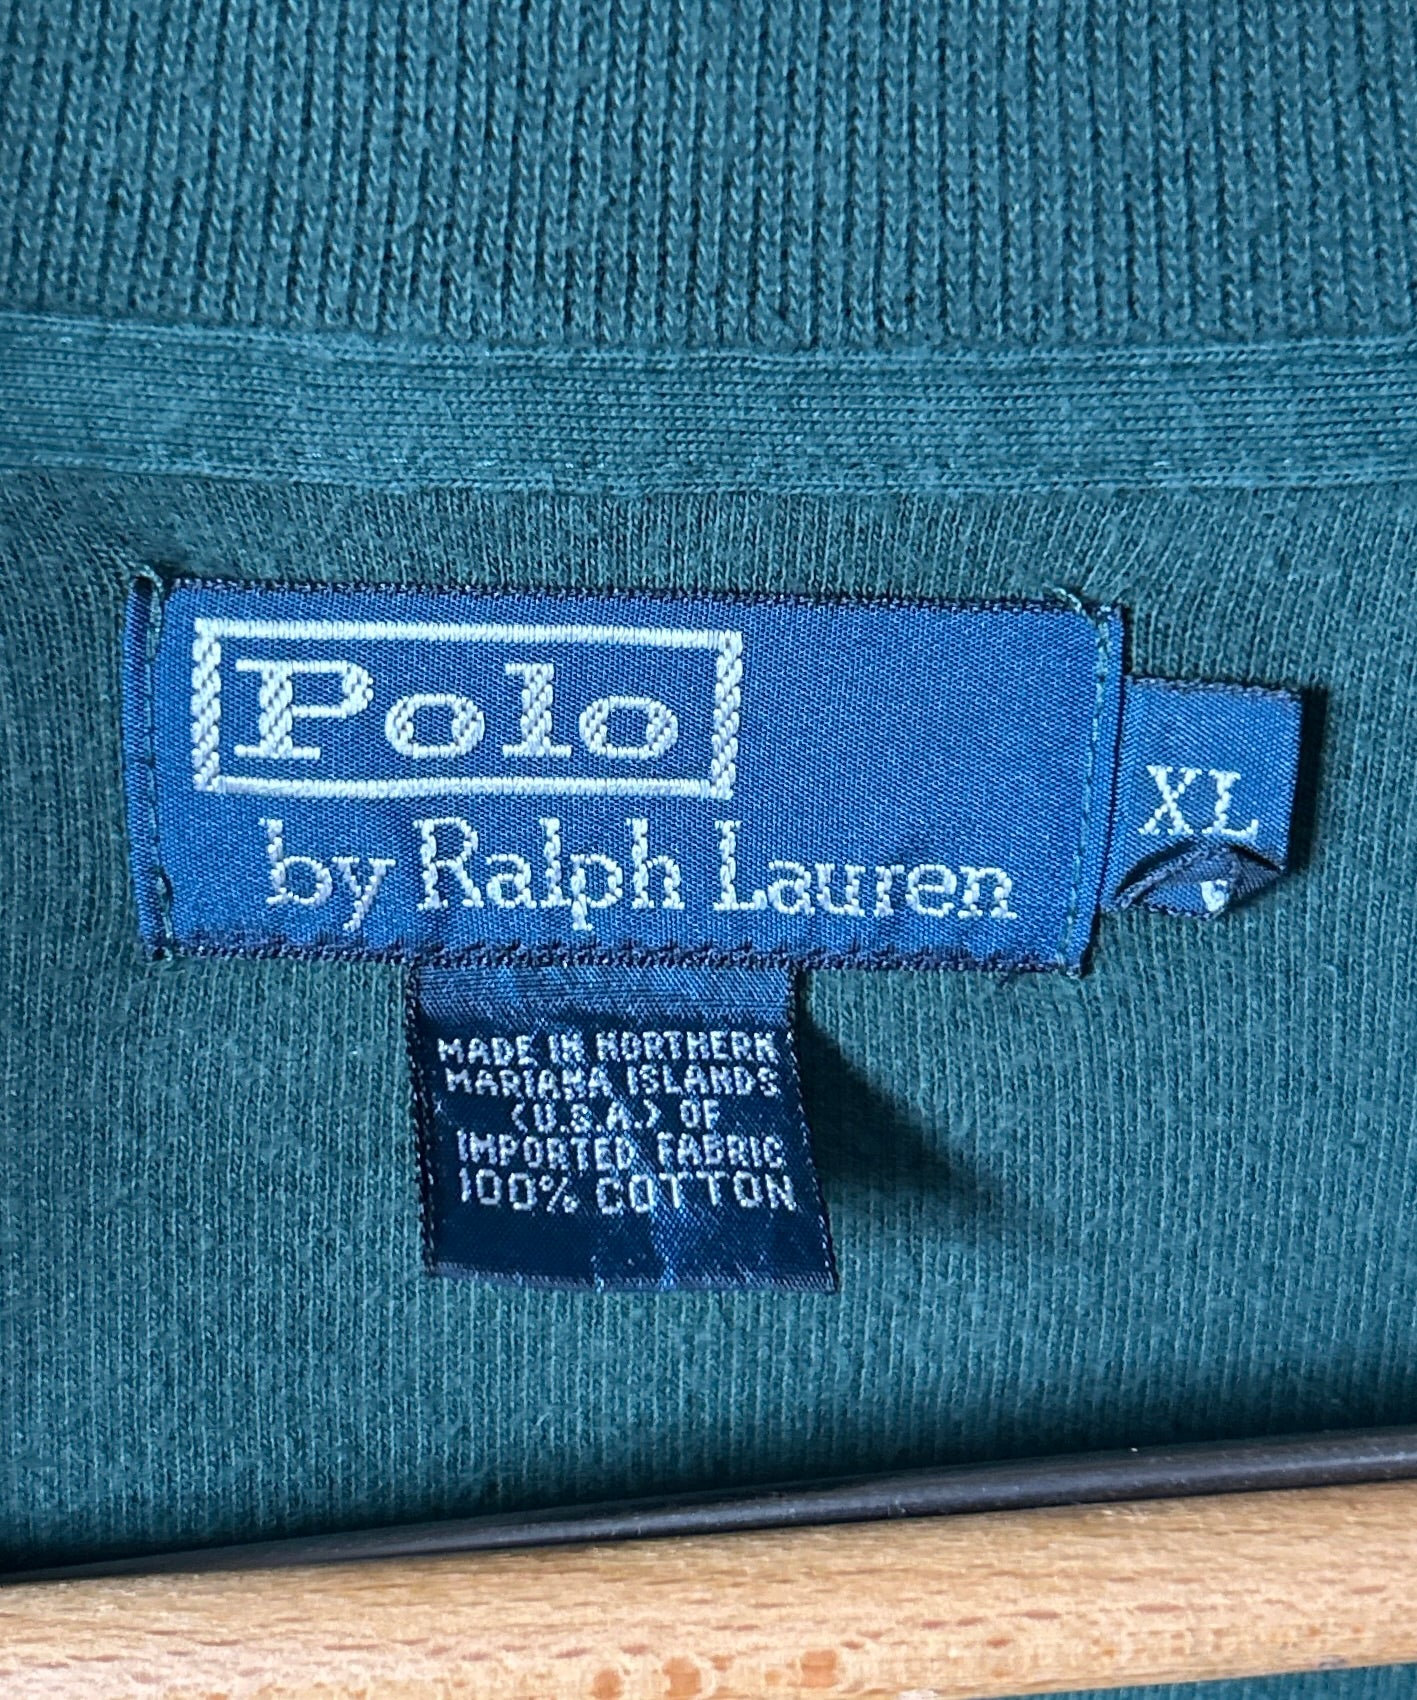 Polo
by Ralph Lauren
XL
MADE IN NORTHERN
MARIANA ISLANDS
(U.S.A.) OF
IMPORTED FABRIC
100% COTTON